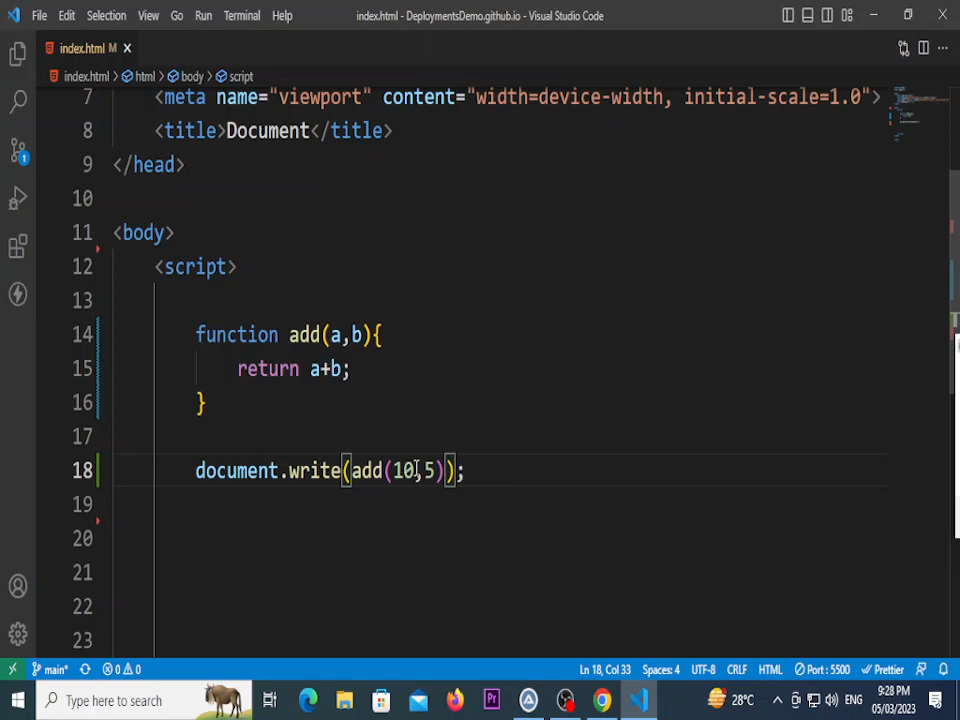 File Edit Selection View Go Run Terminal Help index.html - DeploymentsDemo.github.io - Visual Studio Code
index.html M
index.html > html > body > script
7 <meta name="viewport" content="width=device-width, initial-scale=1.0">
8 <title>Document</title>
9 </head>
10
11 <body>
12 <script>
13
14 function add(a,b){
15 return a+b;
16 }
17
18 document.write(add(10,5));
19
20
21
22
23
1
main* 0 0 Ln 18, Col 33 Spaces: 4 UTF-8 CRLF HTML Port : 5500 Prettier
Type here to search Pr 28°C ENG 9:28 PM
05/03/2023